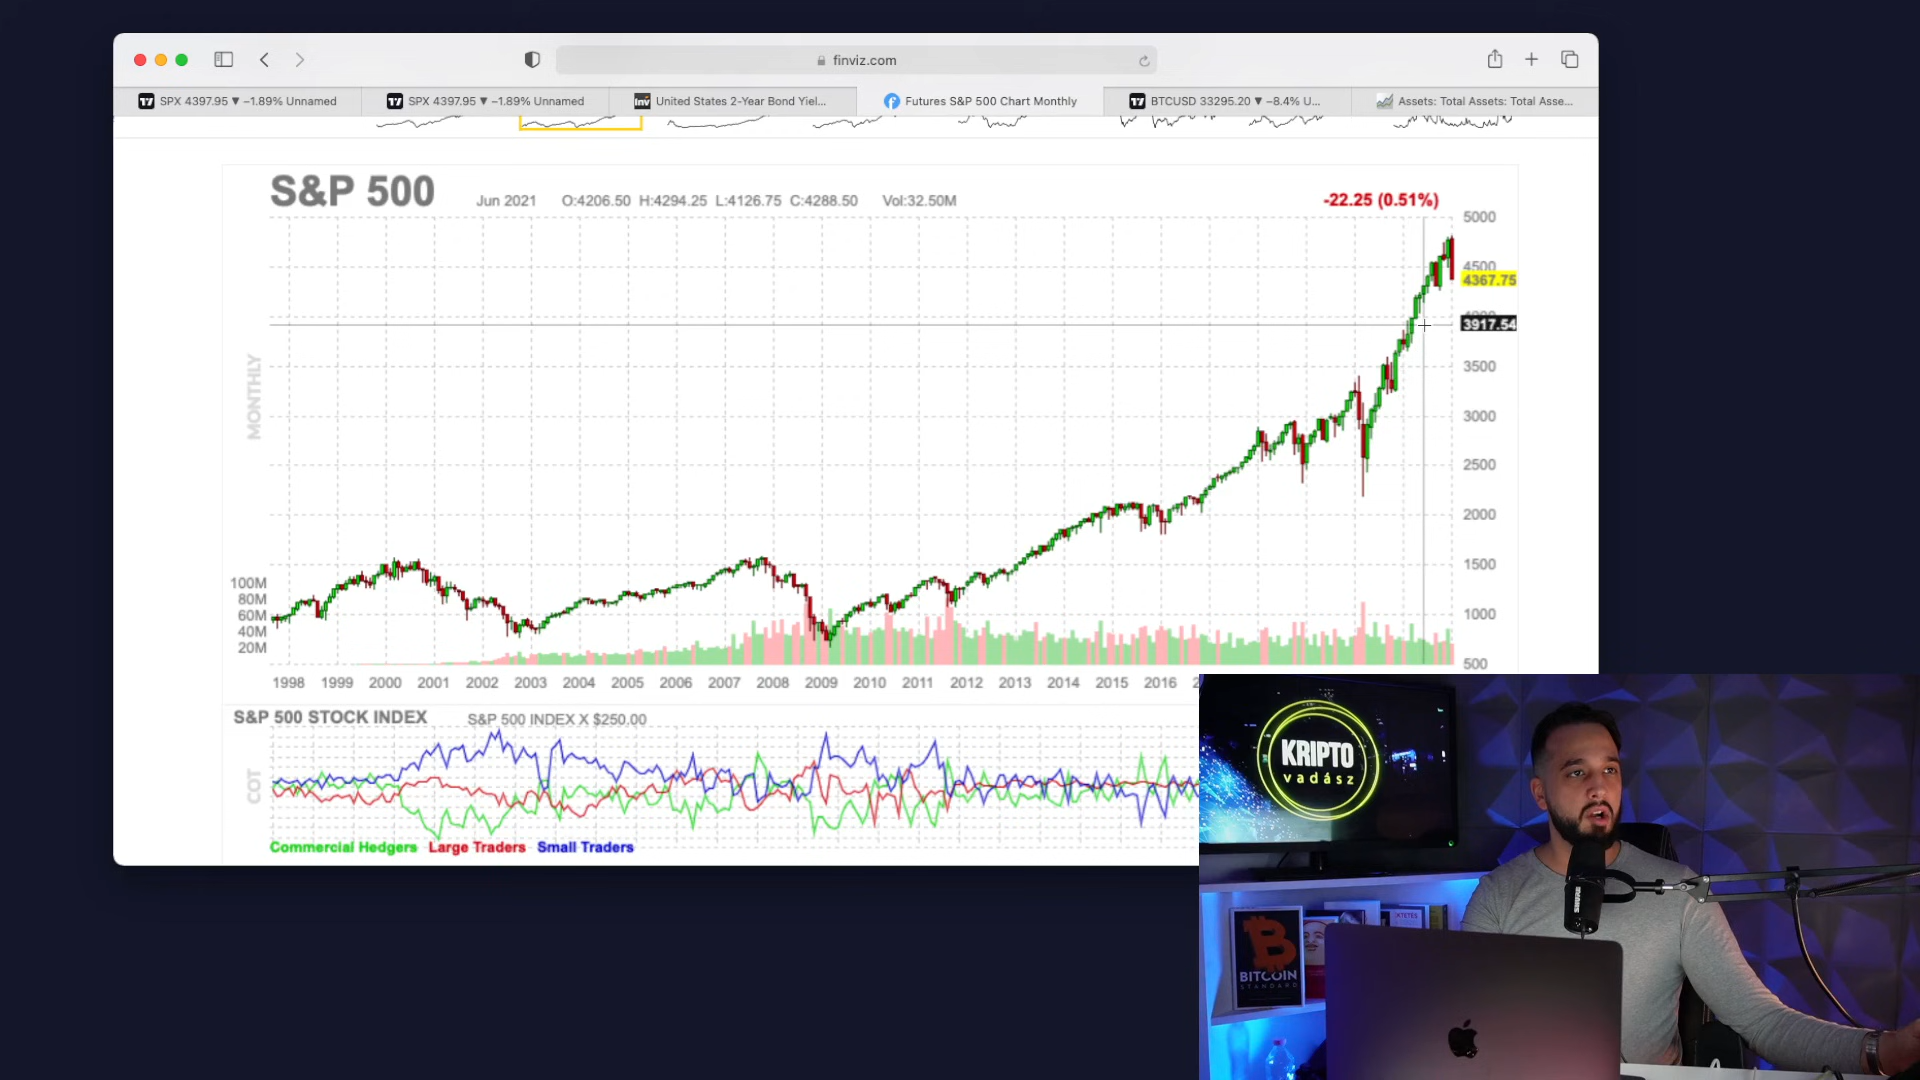 finviz.com
SPX 4397.95 ▼ −1.89% Unnamed
SPX 4397.95 ▼ −1.89% Unnamed
United States 2-Year Bond Yiel...
Futures S&P 500 Chart Monthly
BTCUSD 33295.20 ▼ −8.4% U...
Assets: Total Assets: Total Asse...
S&P 500
Jun 2021 O:4206.50 H:4294.25 L:4126.75 C:4288.50 Vol:32.50M
-22.25 (0.51%)
5000
4500
4367.75
4000
3917.54
3500
3000
2500
2000
1500
1000
500
MONTHLY
100M
80M
60M
40M
20M
1998 1999 2000 2001 2002 2003 2004 2005 2006 2007 2008 2009 2010 2011 2012 2013 2014 2015 2016
S&P 500 STOCK INDEX S&P 500 INDEX X $250.00
COT
Commercial Hedgers Large Traders Small Traders
KRIPTO
vadász
BITCOIN
STANDARD